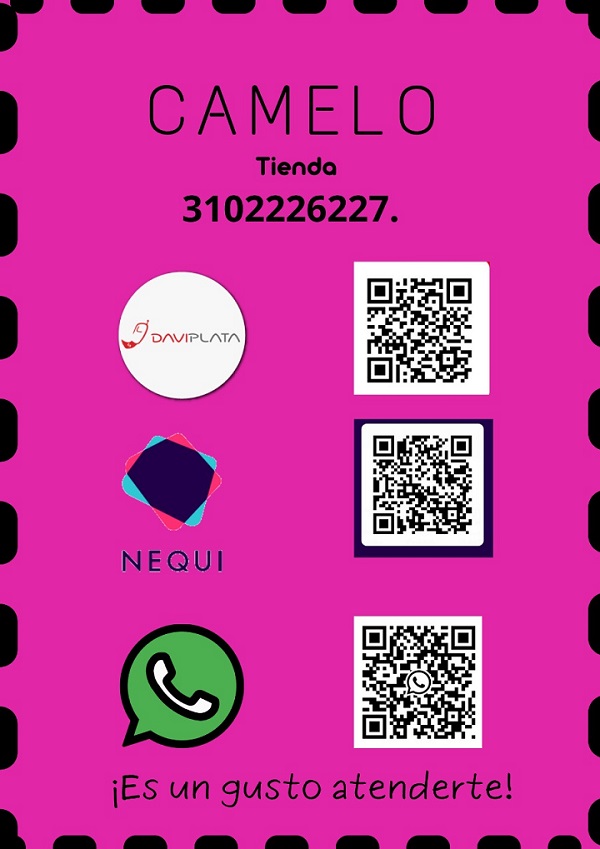 CAMELO
Tienda
3102226227.
DAVIPLATA
NEQUI
¡Es un gusto atenderte!